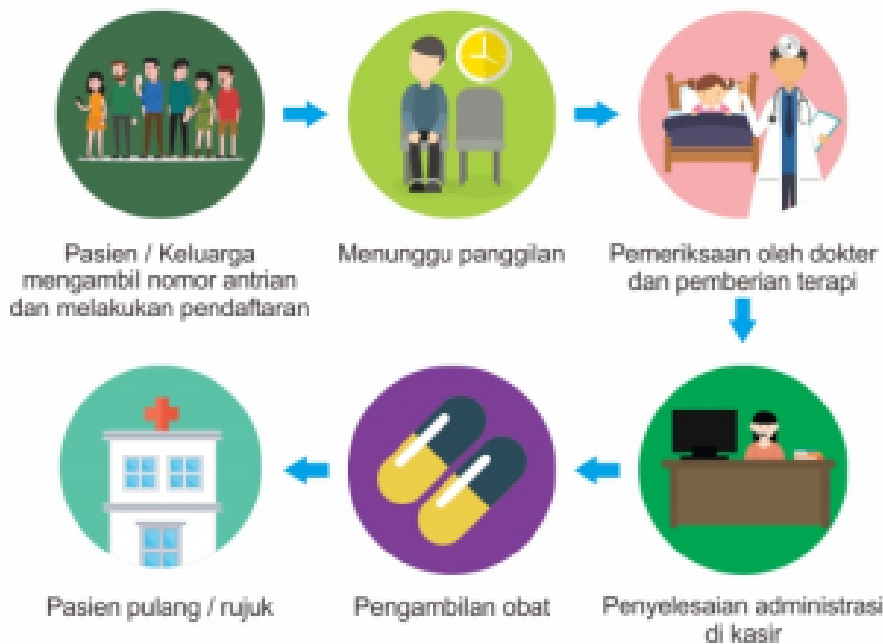 Pasien / Keluarga
mengambil nomor antrian
dan melakukan pendaftaran
Menunggu panggilan
Pemeriksaan oleh dokter
dan pemberian terapi
Penyelesaian administrasi
di kasir
Pengambilan obat
Pasien pulang / rujuk